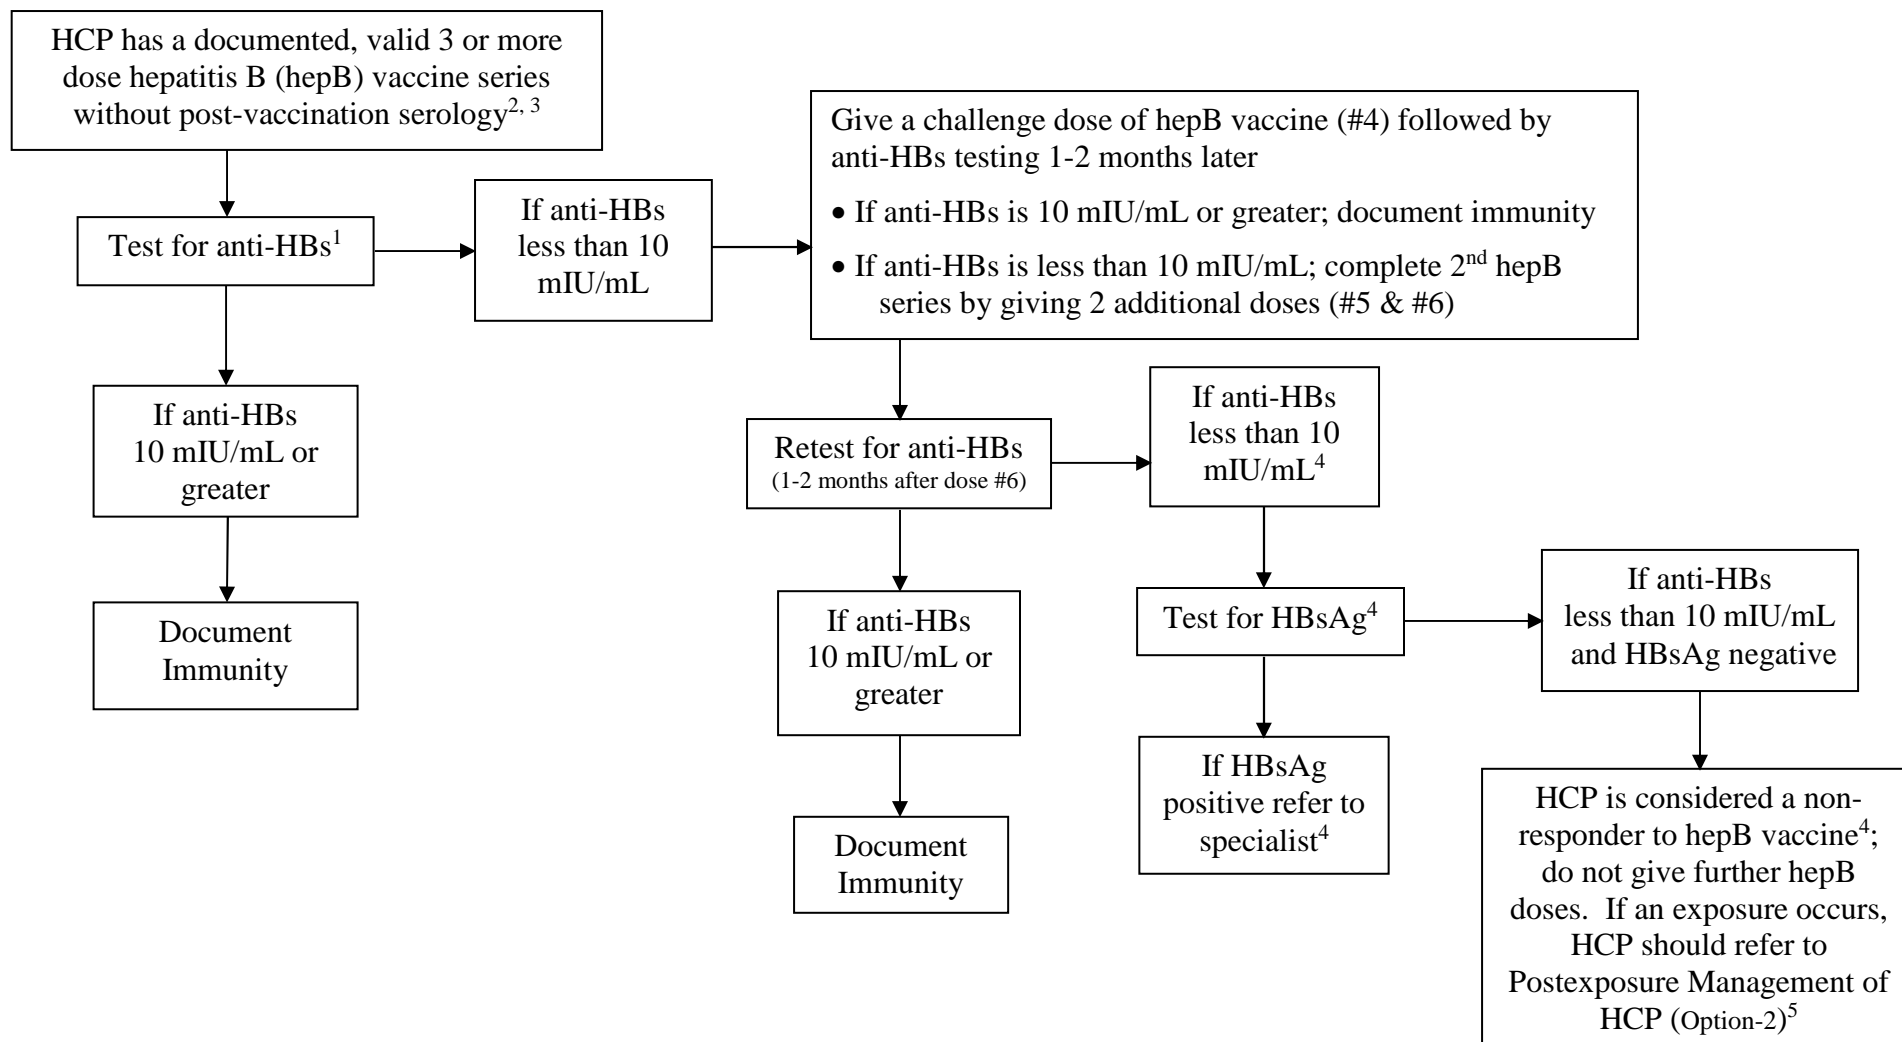 HCP has a documented, valid 3 or more
dose hepatitis B (hepB) vaccine series
without post-vaccination serology2, 3
Test for anti-HBs1
If anti-HBs
less than 10
mIU/mL
Give a challenge dose of hepB vaccine (#4) followed by
anti-HBs testing 1-2 months later
• If anti-HBs is 10 mIU/mL or greater; document immunity
• If anti-HBs is less than 10 mIU/mL; complete 2nd hepB
series by giving 2 additional doses (#5 & #6)
If anti-HBs
10 mIU/mL or
greater
Document
Immunity
Retest for anti-HBs
(1-2 months after dose #6)
If anti-HBs
less than 10
mIU/mL4
If anti-HBs
10 mIU/mL or
greater
Document
Immunity
Test for HBsAg4
If HBsAg
positive refer to
specialist4
If anti-HBs
less than 10 mIU/mL
and HBsAg negative
HCP is considered a non-
responder to hepB vaccine4;
do not give further hepB
doses. If an exposure occurs,
HCP should refer to
Postexposure Management of
HCP (Option-2)5